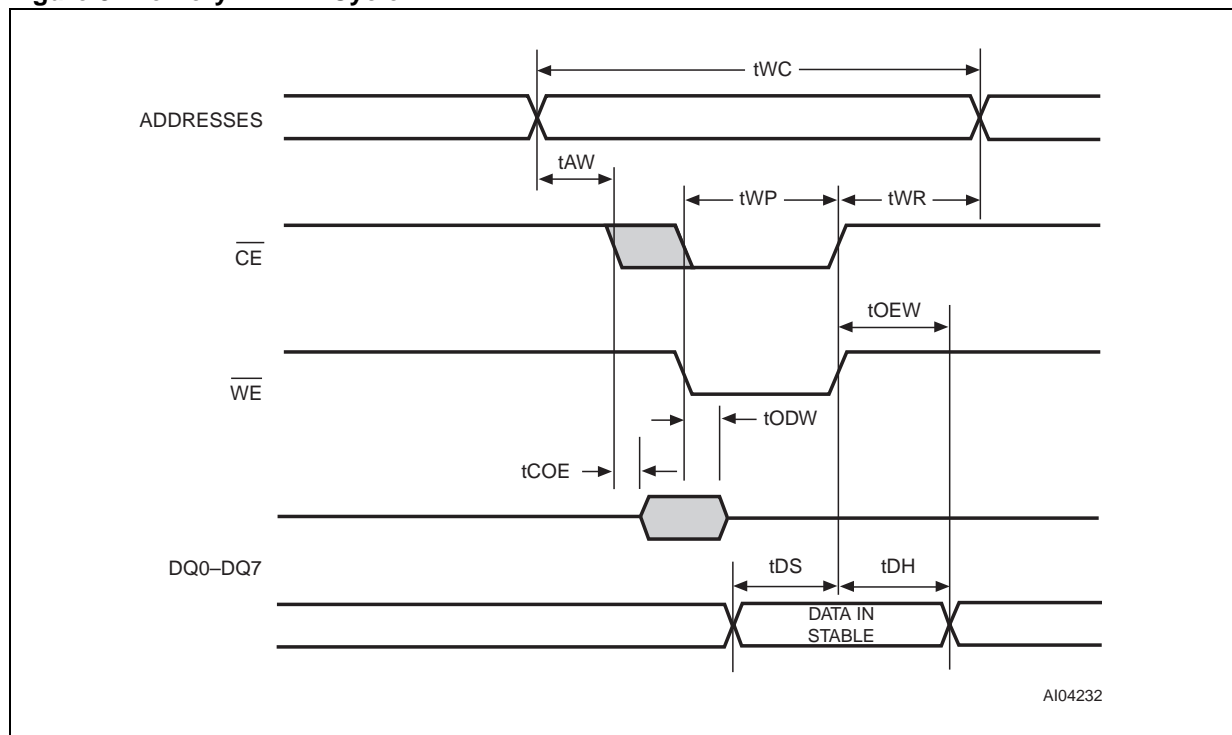 tWC
ADDRESSES
tAW
tWP
tWR
CE
tOEW
WE
tODW
tCOE
DQ0–DQ7
tDS
tDH
DATA IN
STABLE
AI04232